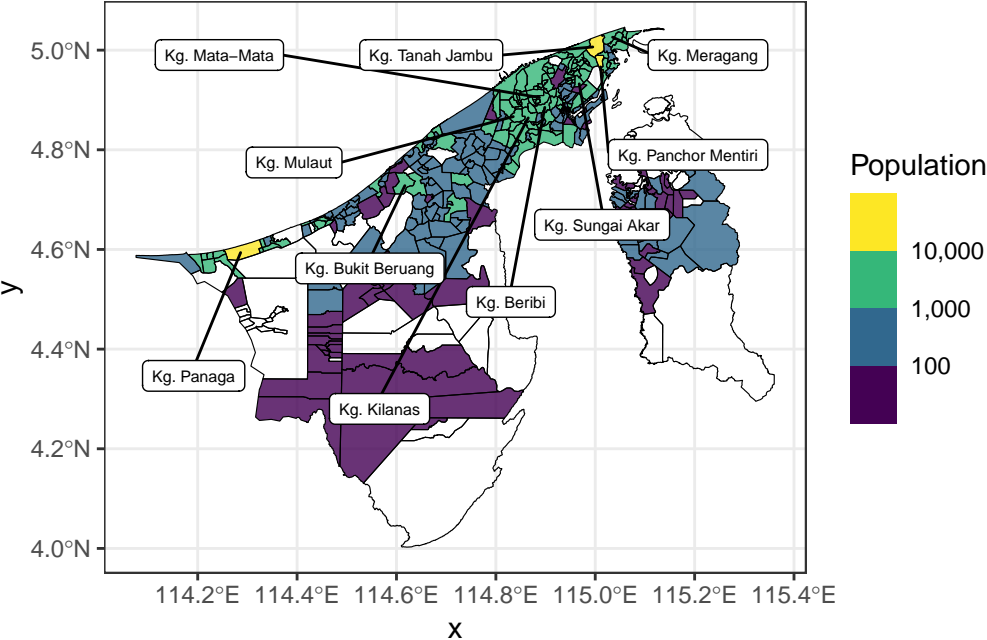 5.0°N
4.8°N
4.6°N
4.4°N
4.2°N
4.0°N
y
Kg. Mata−Mata
Kg. Tanah Jambu
Kg. Meragang
Kg. Mulaut
Kg. Panchor Mentiri
Kg. Sungai Akar
Kg. Bukit Beruang
Kg. Beribi
Kg. Panaga
Kg. Kilanas
114.2°E
114.4°E
114.6°E
114.8°E
115.0°E
115.2°E
115.4°E
x
Population
10,000
1,000
100